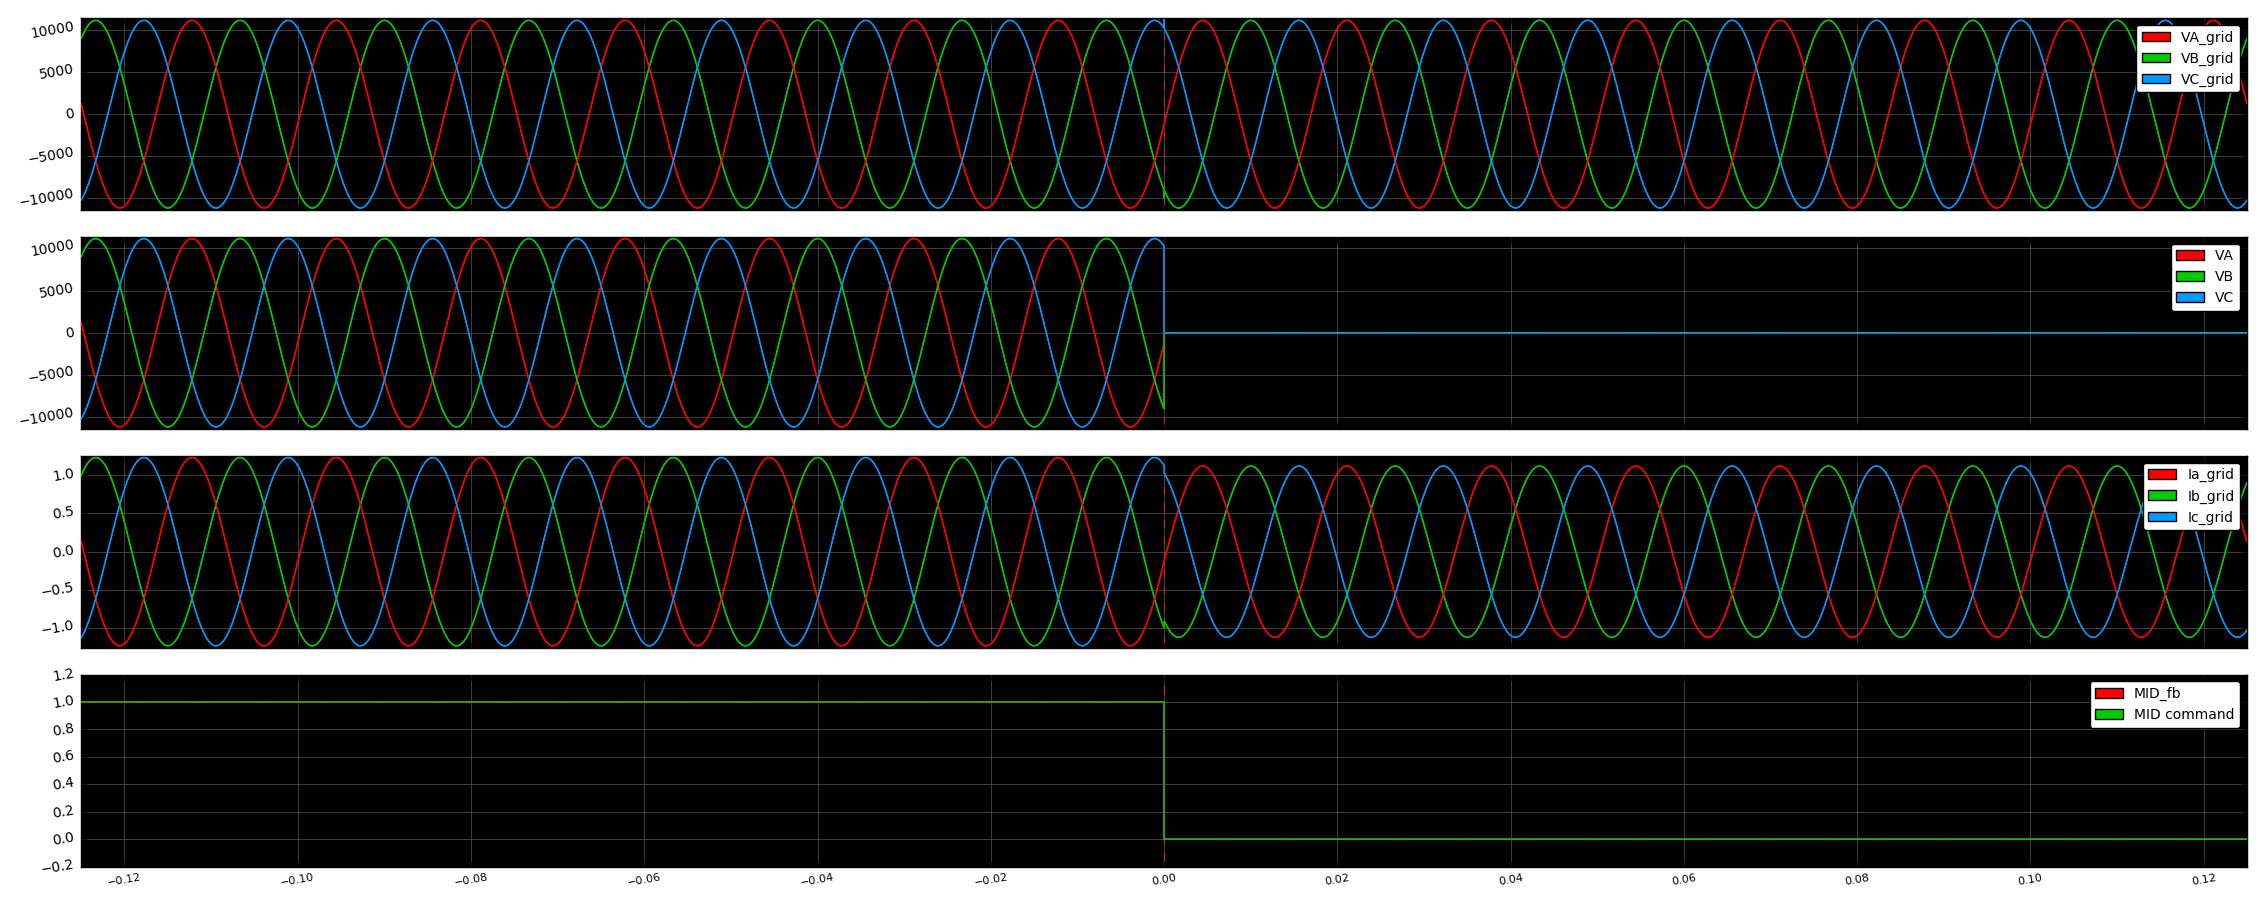 10000
5000
0
−5000
−10000
VA_grid
VB_grid
VC_grid
10000
5000
0
−5000
−10000
VA
VB
VC
1.0
0.5
0.0
−0.5
−1.0
Ia_grid
Ib_grid
Ic_grid
1.2
1.0
0.8
0.6
0.4
0.2
0.0
−0.2
MID_fb
MID command
−0.12 −0.10 −0.08 −0.06 −0.04 −0.02 0.00 0.02 0.04 0.06 0.08 0.10 0.12